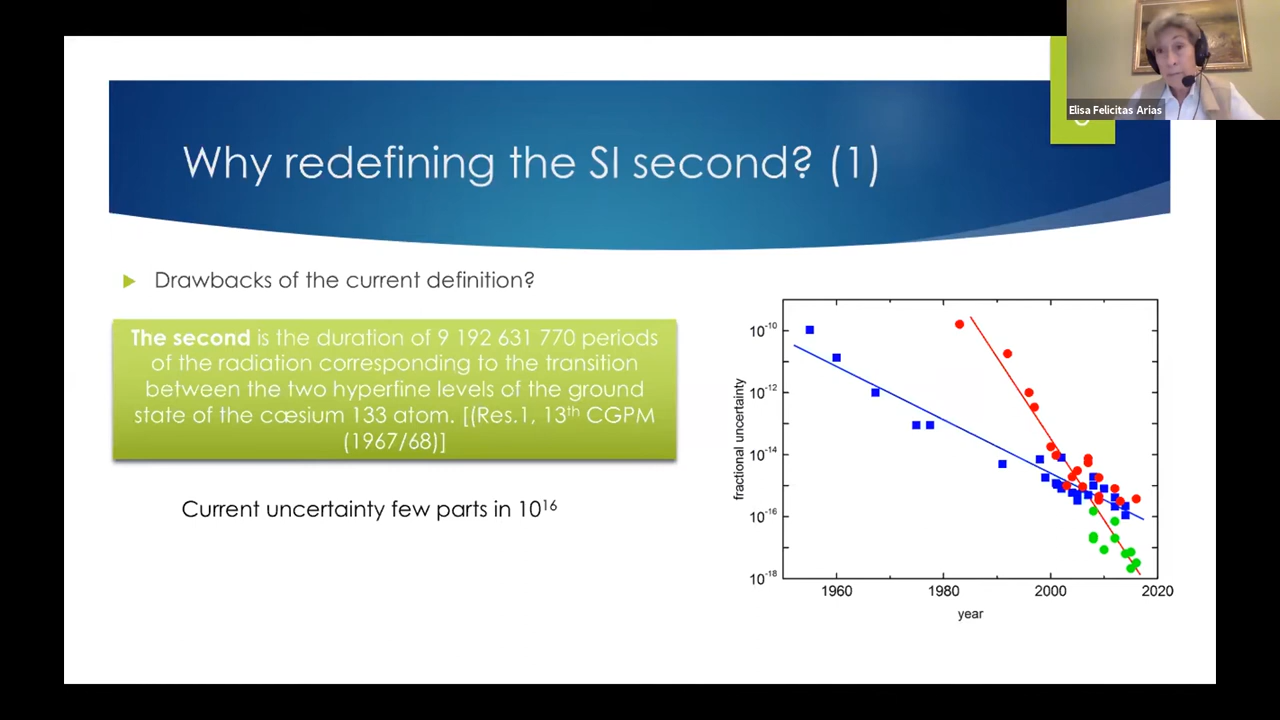 Elisa Felicitas Arias
Why redefining the SI second? (1)
Drawbacks of the current definition?
The second is the duration of 9 192 631 770 periods
of the radiation corresponding to the transition
between the two hyperfine levels of the ground
state of the cæsium 133 atom. [(Res.1, 13th CGPM
(1967/68)]
Current uncertainty few parts in 10¹⁶
fractional uncertainty
10⁻¹⁰
10⁻¹²
10⁻¹⁴
10⁻¹⁶
10⁻¹⁸
1960 1980 2000 2020
year